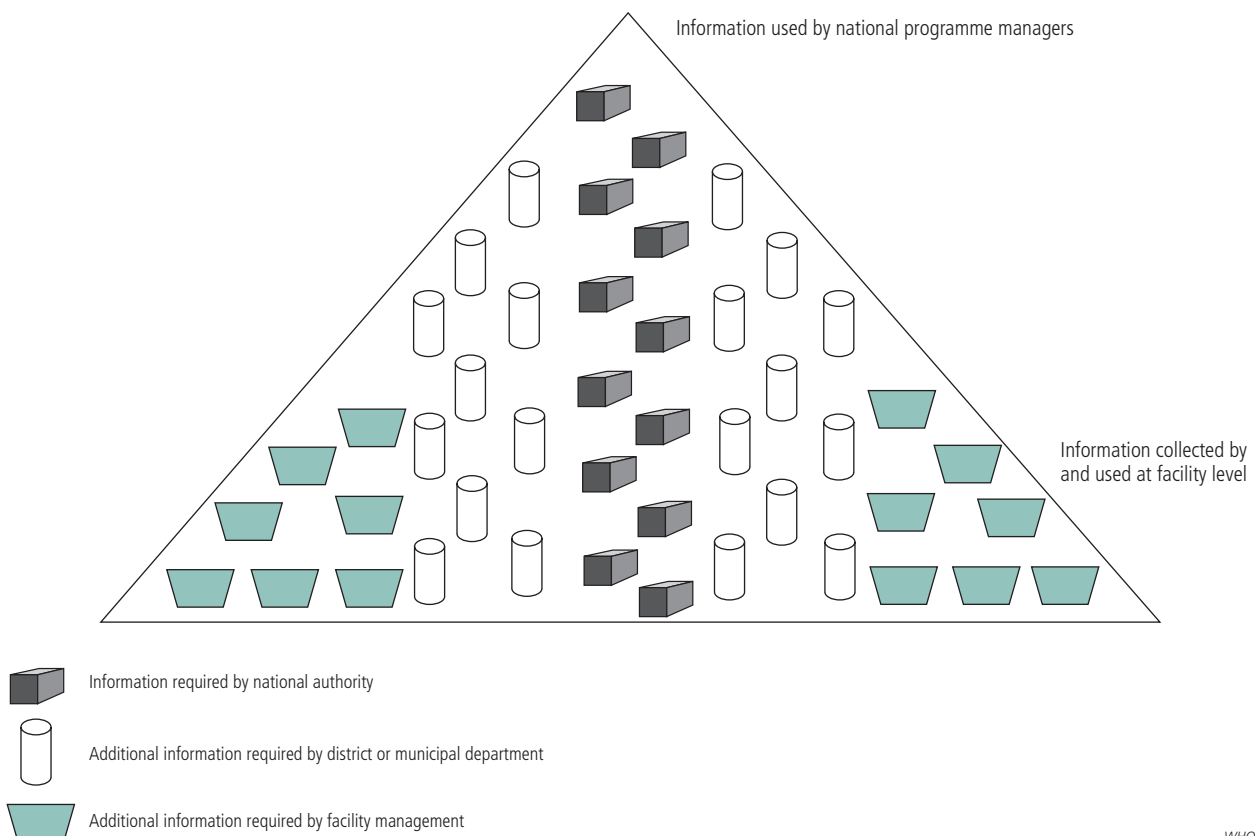 Information used by national programme managers
Information collected by
and used at facility level
Information required by national authority
Additional information required by district or municipal department
Additional information required by facility management
WHO